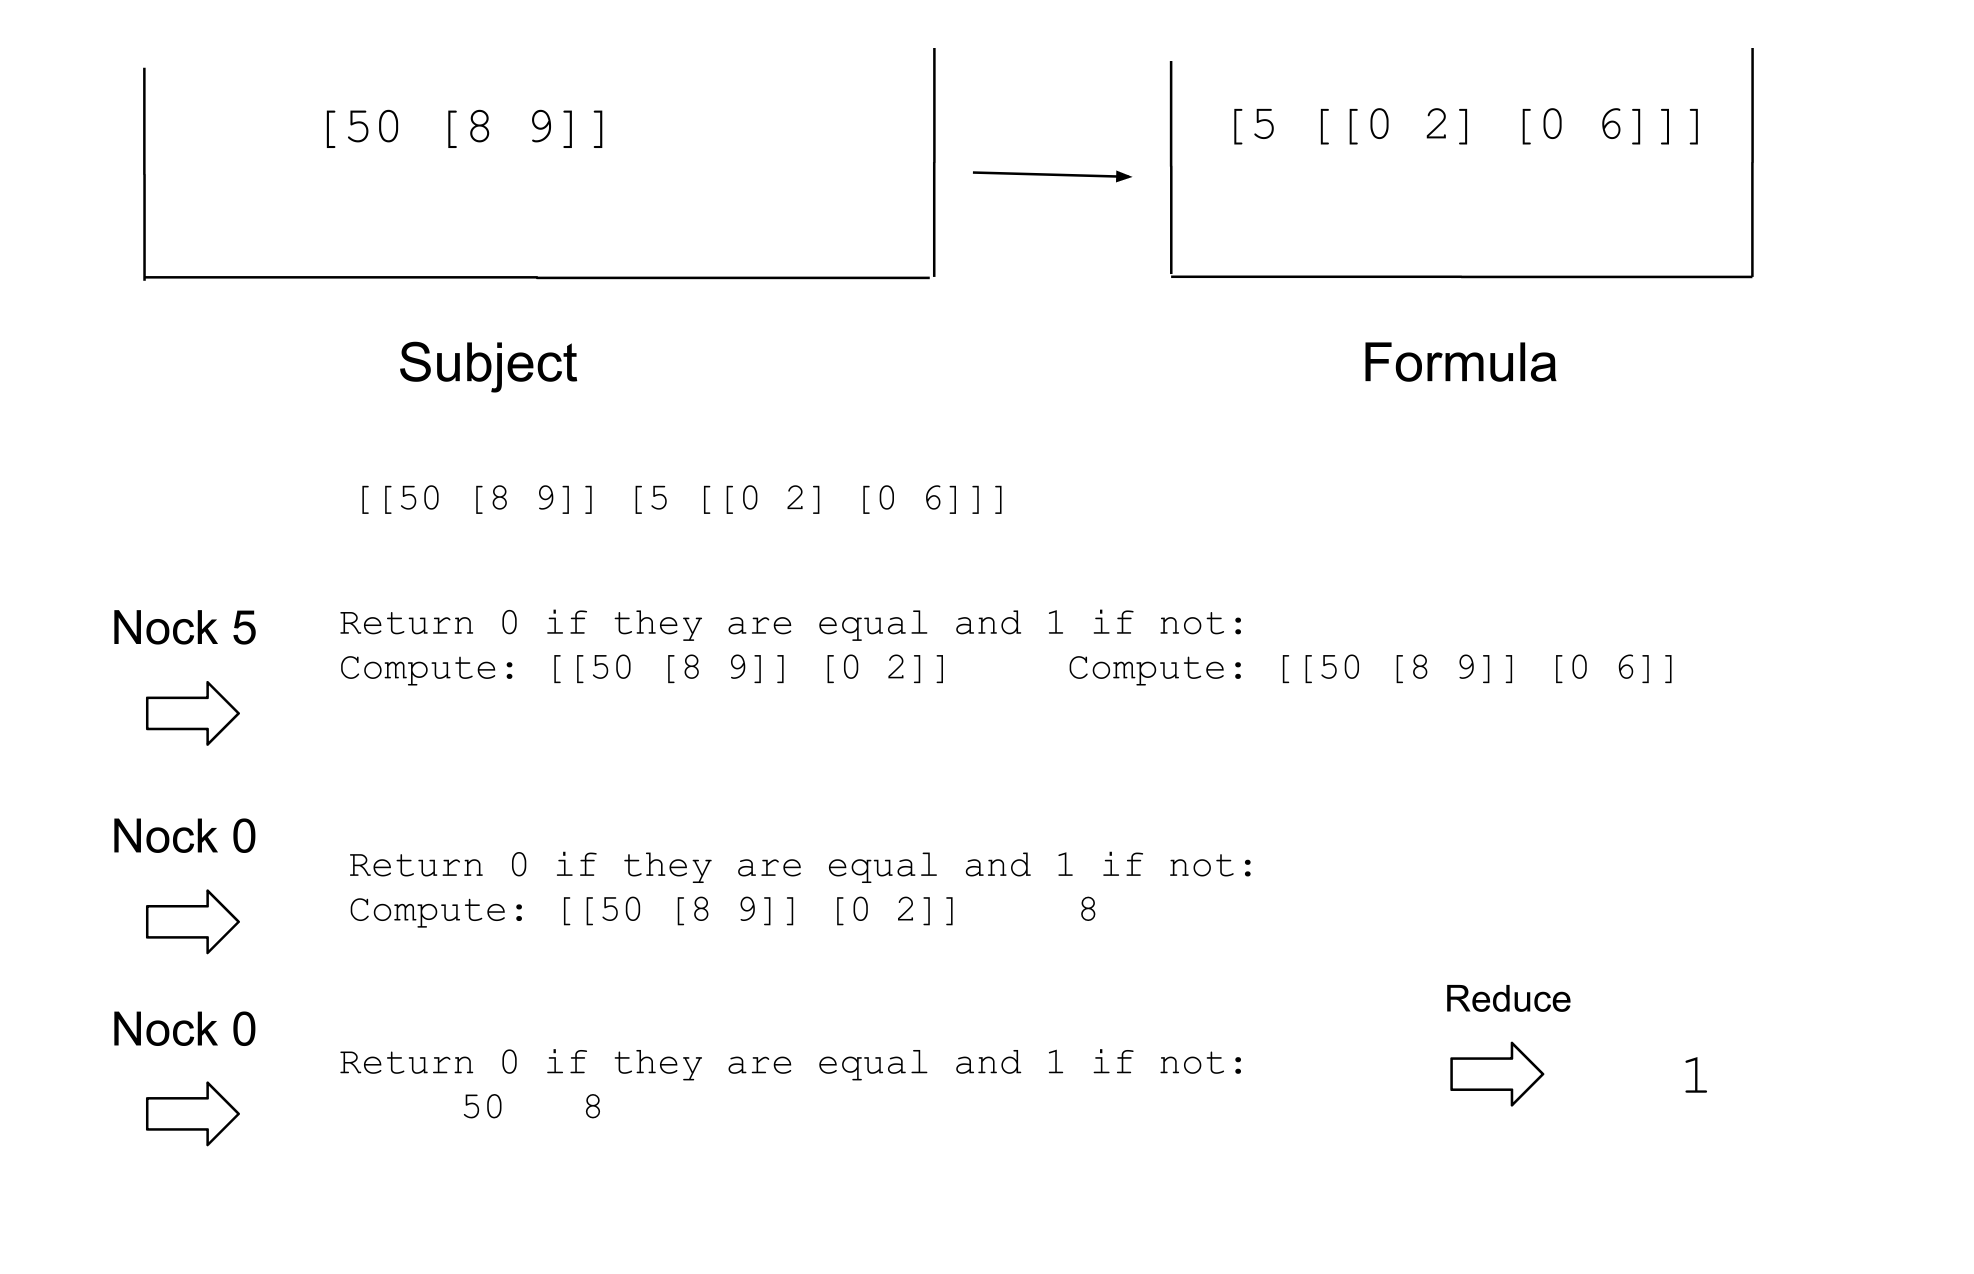 [50 [8 9]]
[5 [[0 2] [0 6]]]
Subject
Formula
[[50 [8 9]] [5 [[0 2] [0 6]]]
Nock 5
Return 0 if they are equal and 1 if not:
Compute: [[50 [8 9]] [0 2]] Compute: [[50 [8 9]] [0 6]]
Nock 0
Return 0 if they are equal and 1 if not:
Compute: [[50 [8 9]] [0 2]] 8
Nock 0
Return 0 if they are equal and 1 if not:
50 8
Reduce
1